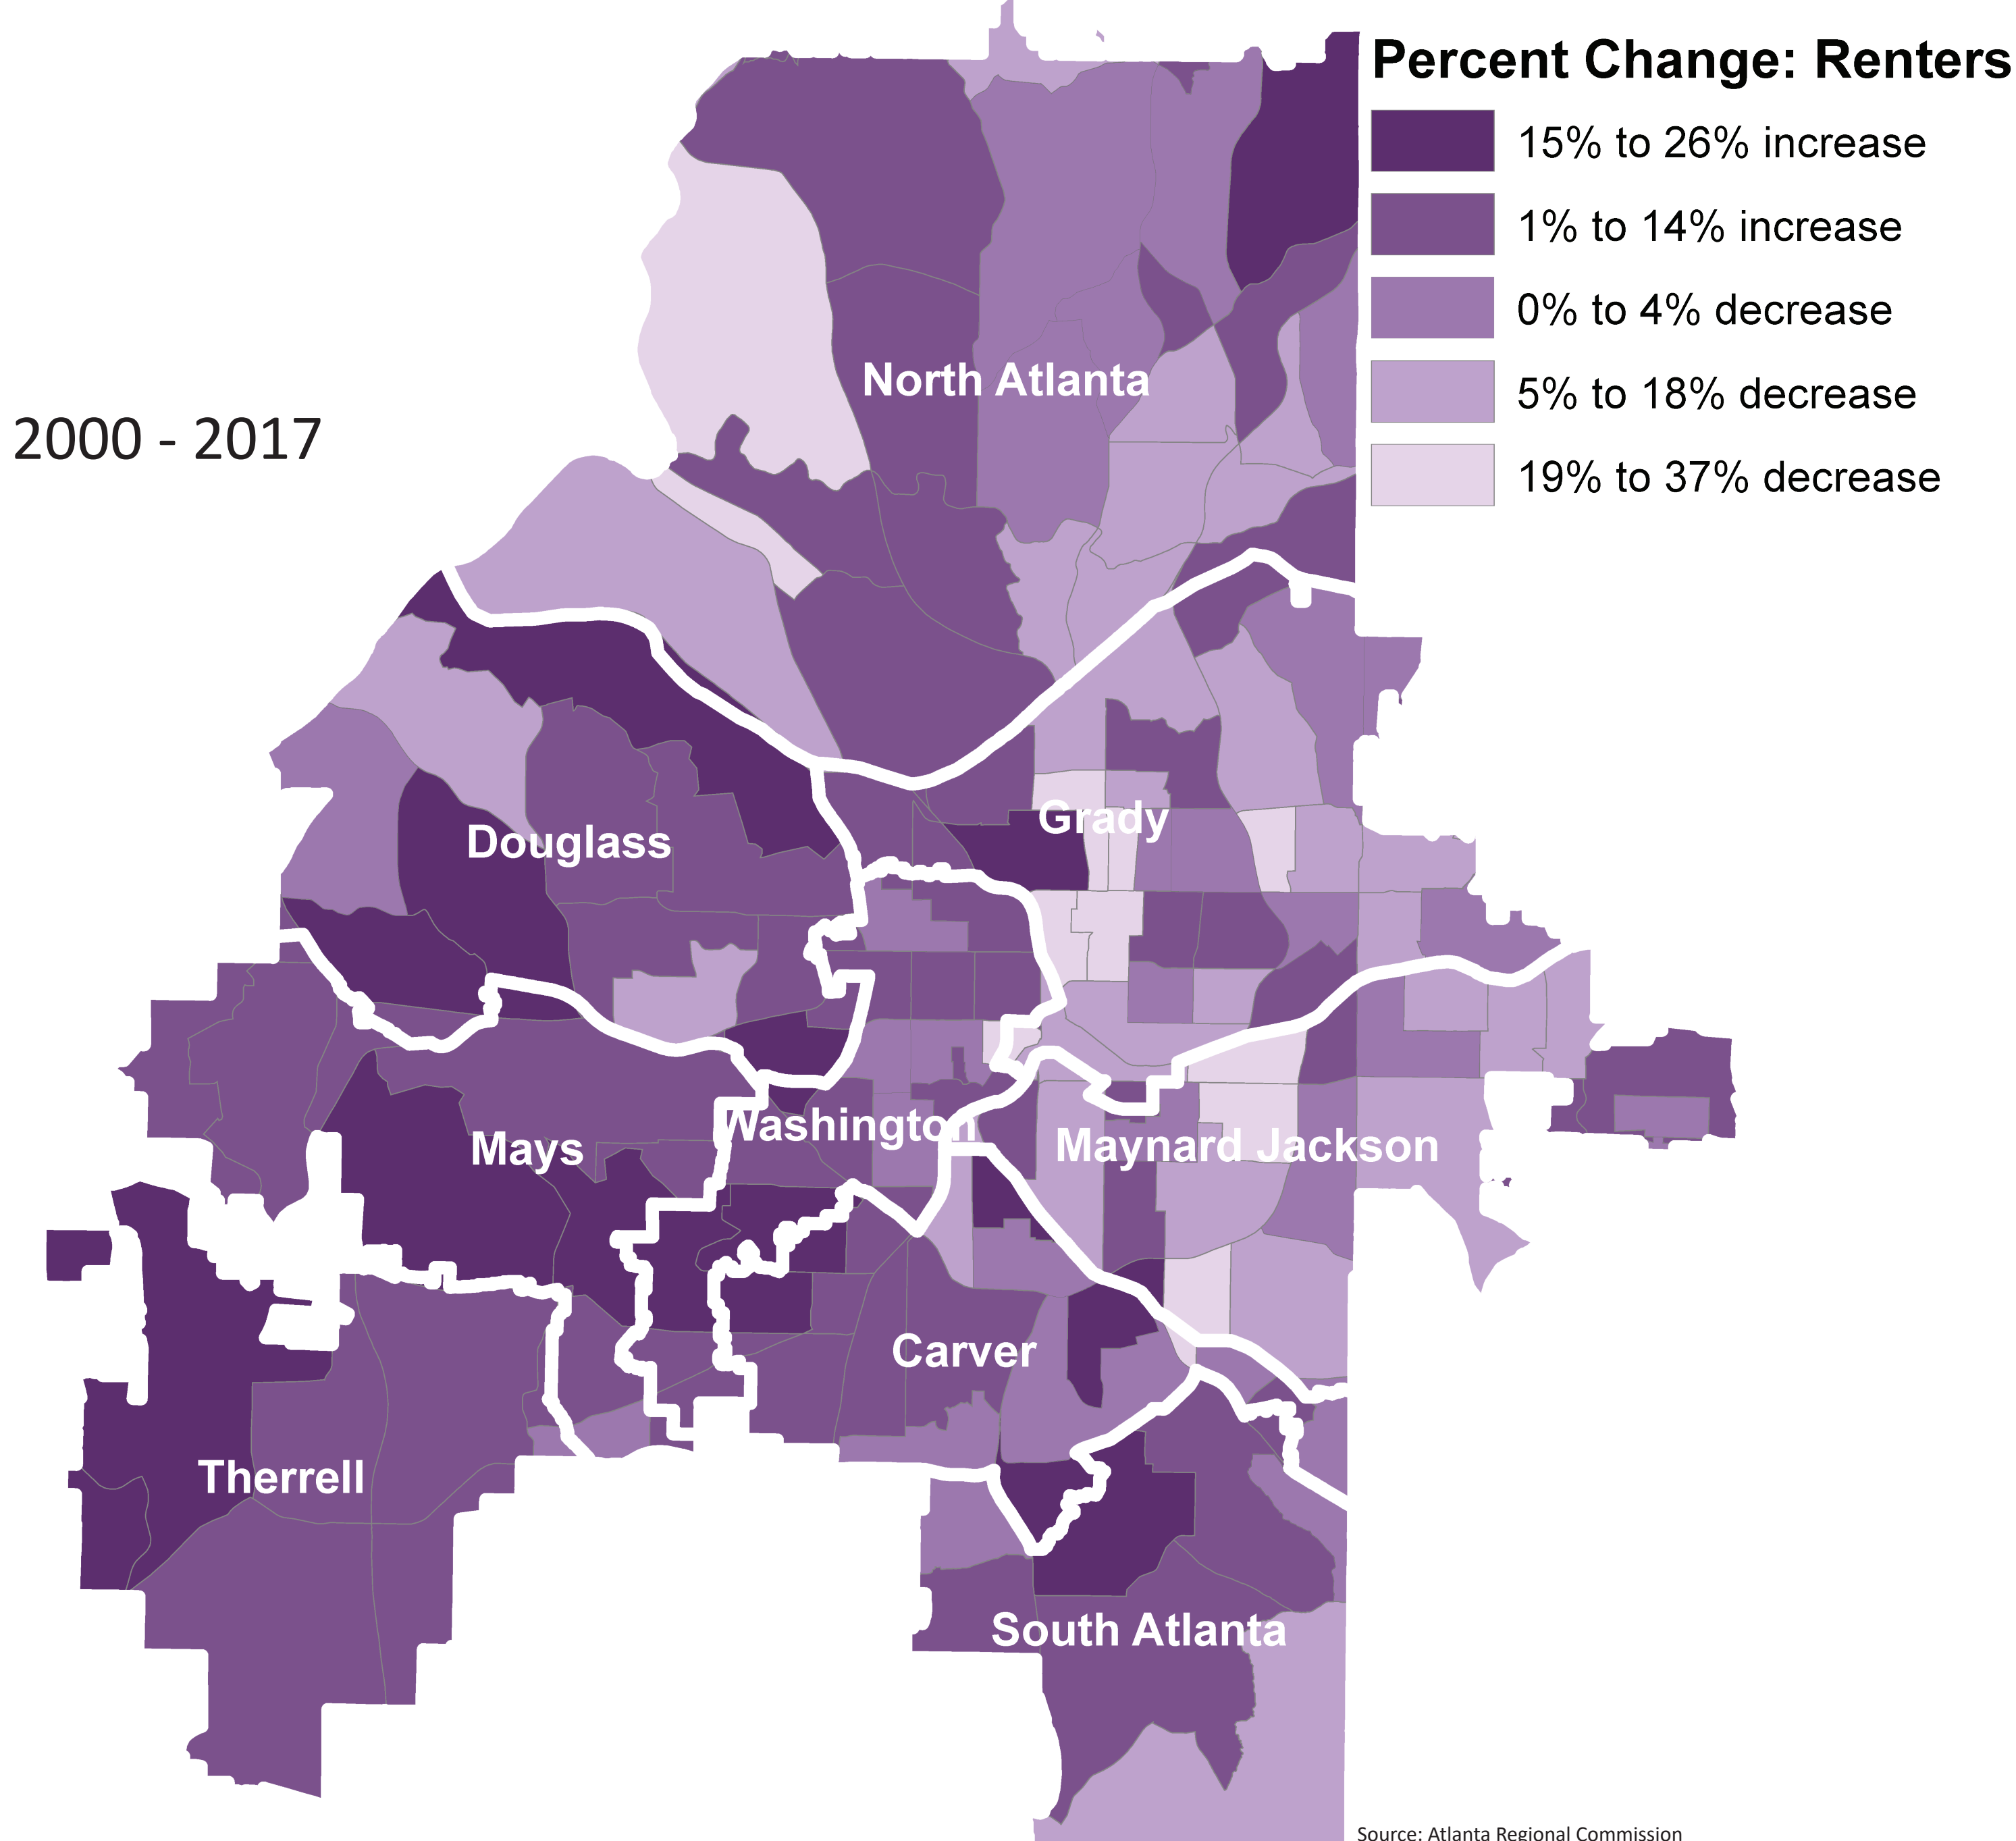 Percent Change: Renters
15% to 26% increase
1% to 14% increase
0% to 4% decrease
5% to 18% decrease
19% to 37% decrease
2000 - 2017
North Atlanta
Grady
Douglass
Washington
Mays
Maynard Jackson
Carver
Therrell
South Atlanta
Source: Atlanta Regional Commission